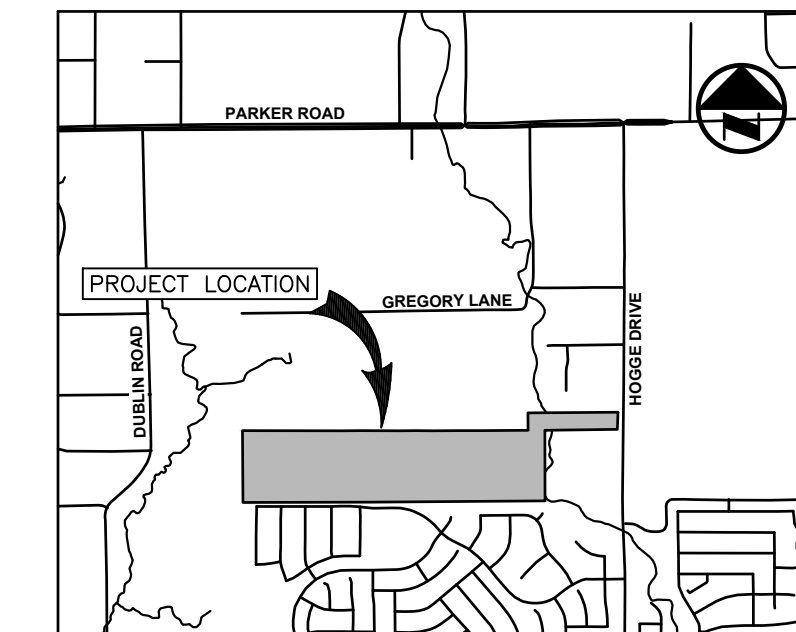 PARKER ROAD
PROJECT LOCATION
GREGORY LANE
HOGGE DRIVE
DUBLIN ROAD